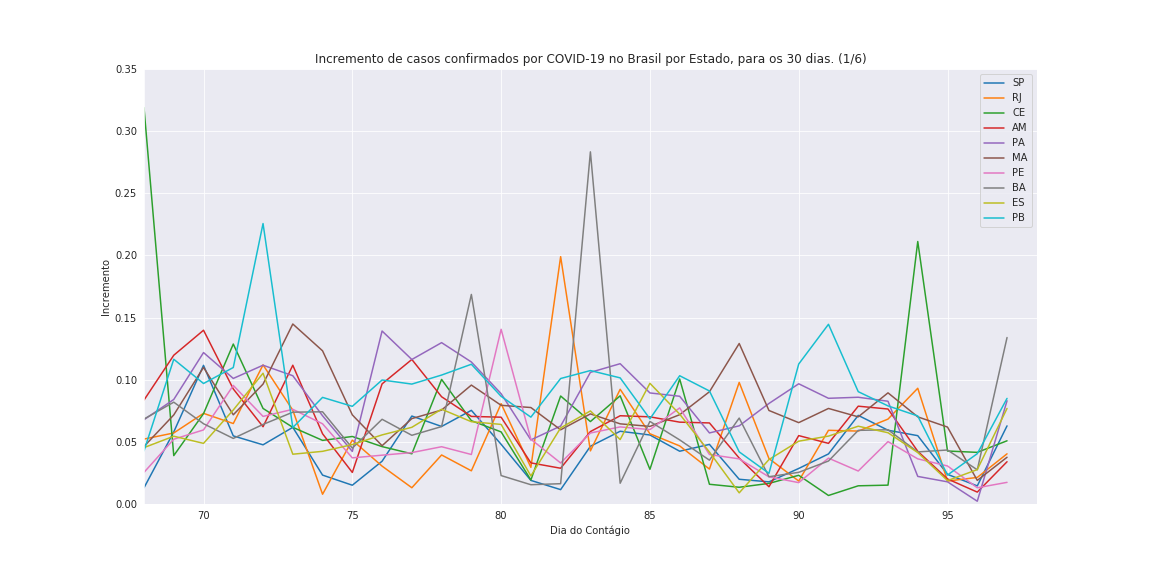 Incremento de casos confirmados por COVID-19 no Brasil por Estado, para os 30 dias. (1/6)
0.35
0.30
0.25
0.20
0.15
0.10
0.05
0.00
Incremento
70
75
80
85
90
95
Dia do Contágio
SP
RJ
CE
AM
PA
MA
PE
BA
ES
PB